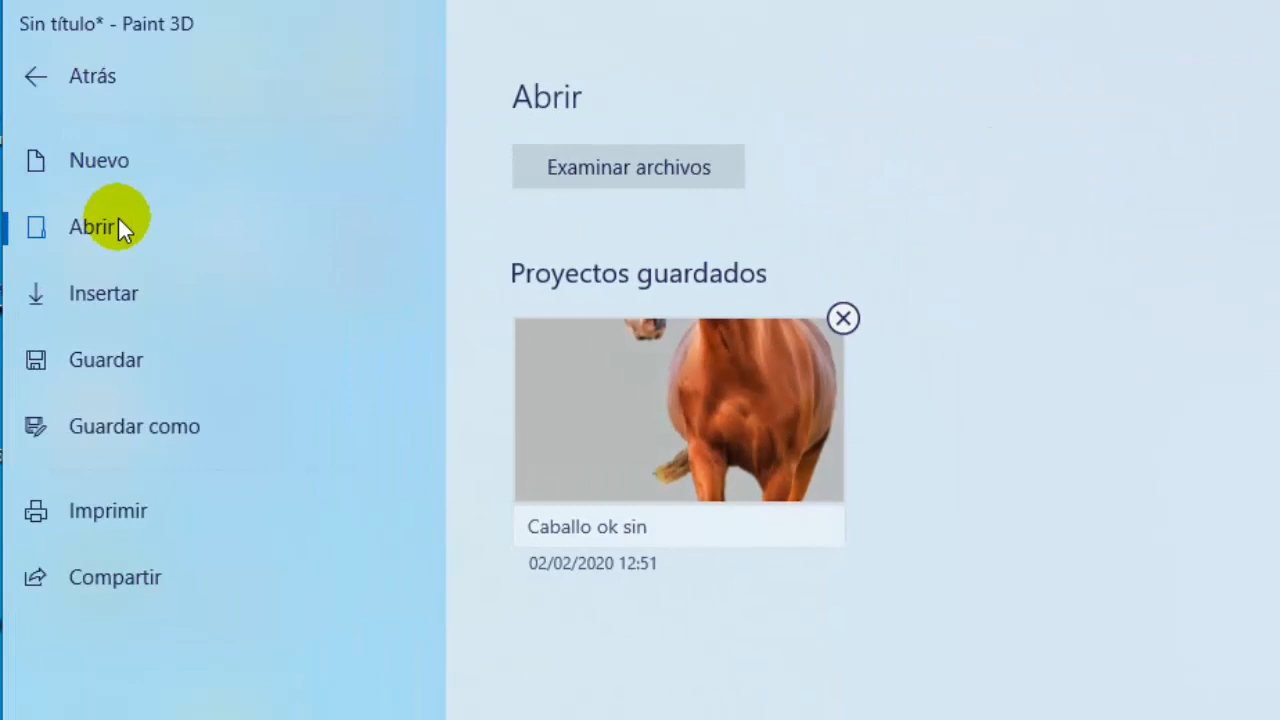 Sin título* - Paint 3D
Atrás
Nuevo
Abrir
Insertar
Guardar
Guardar como
Imprimir
Compartir
Abrir
Examinar archivos
Proyectos guardados
Caballo ok sin
02/02/2020 12:51